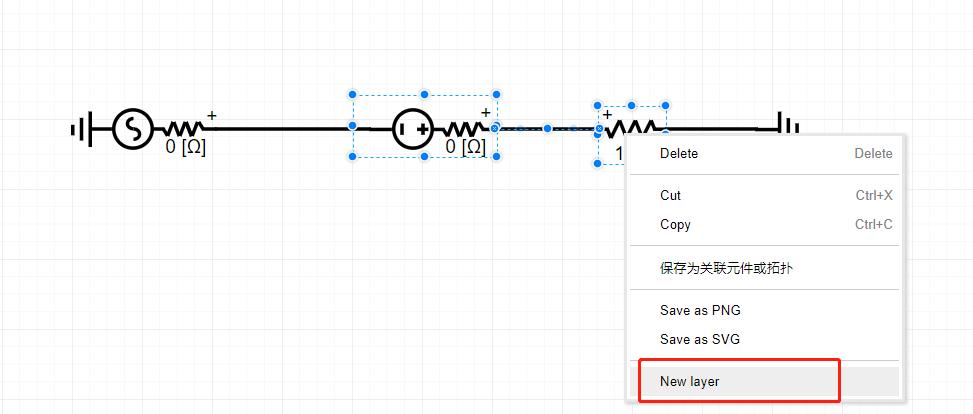 +
+
+
0 [Ω]
0 [Ω]
1
Delete Delete
Cut Ctrl+X
Copy Ctrl+C
保存为关联元件或拓扑
Save as PNG
Save as SVG
New layer